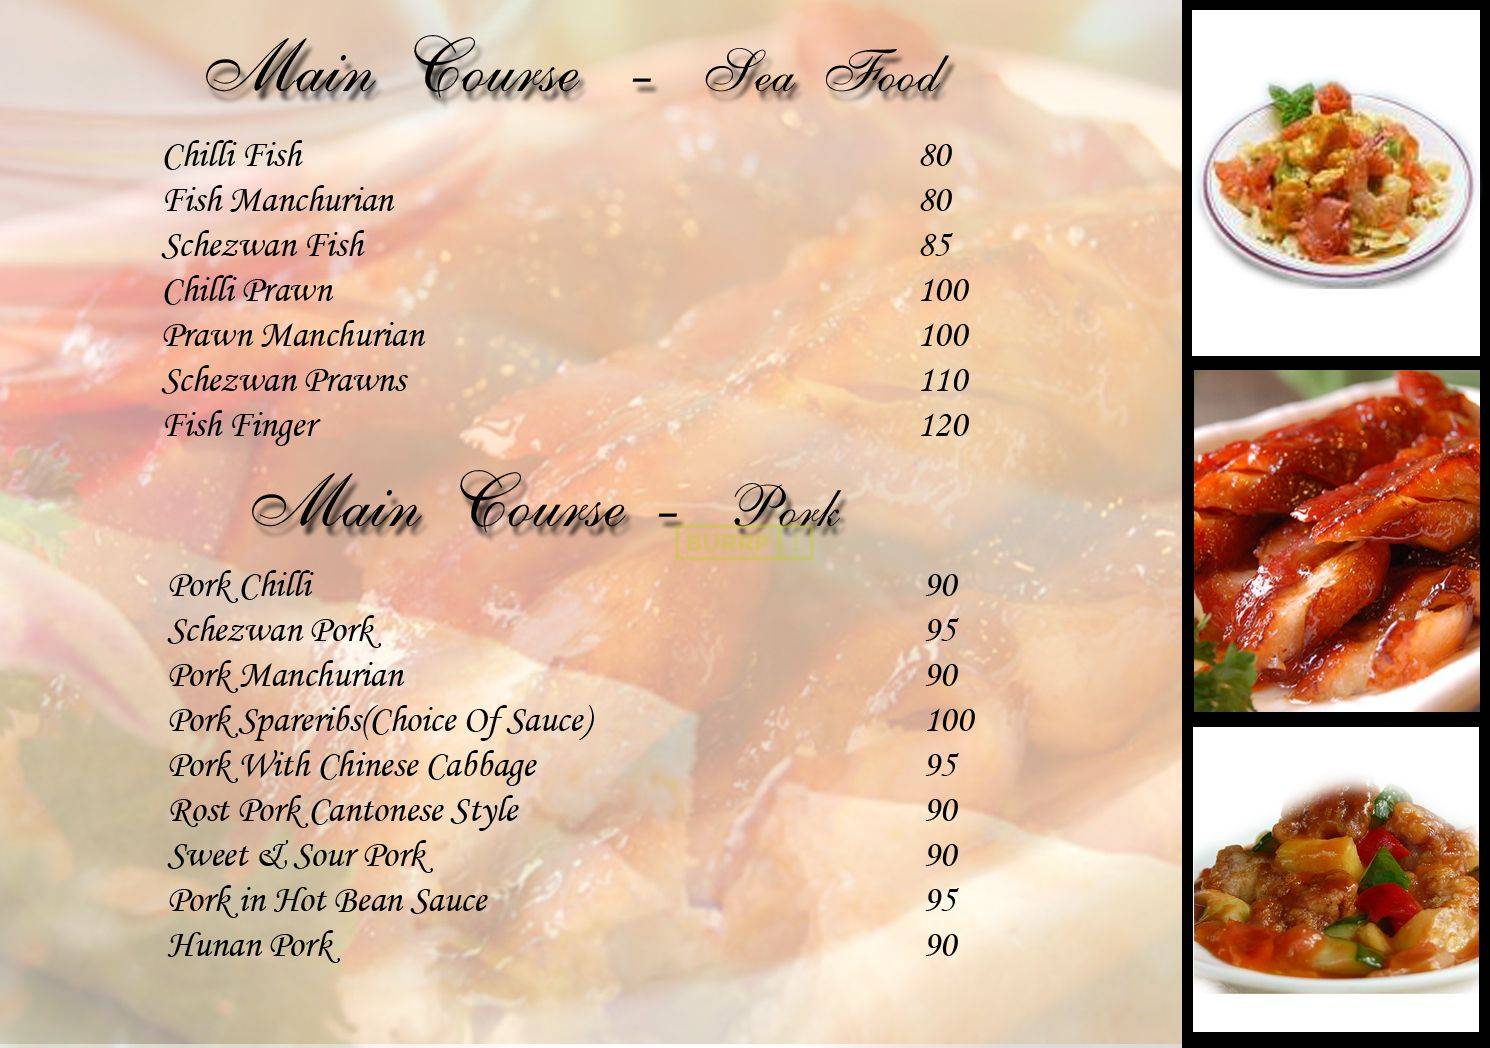 Main Course - Sea Food
Chilli Fish 80
Fish Manchurian 80
Schezwan Fish 85
Chilli Prawn 100
Prawn Manchurian 100
Schezwan Prawns 110
Fish Finger 120
Main Course - Pork
BURRP!
Pork Chilli 90
Schezwan Pork 95
Pork Manchurian 90
Pork Spareribs(Choice Of Sauce) 100
Pork With Chinese Cabbage 95
Rost Pork Cantonese Style 90
Sweet & Sour Pork 90
Pork in Hot Bean Sauce 95
Hunan Pork 90